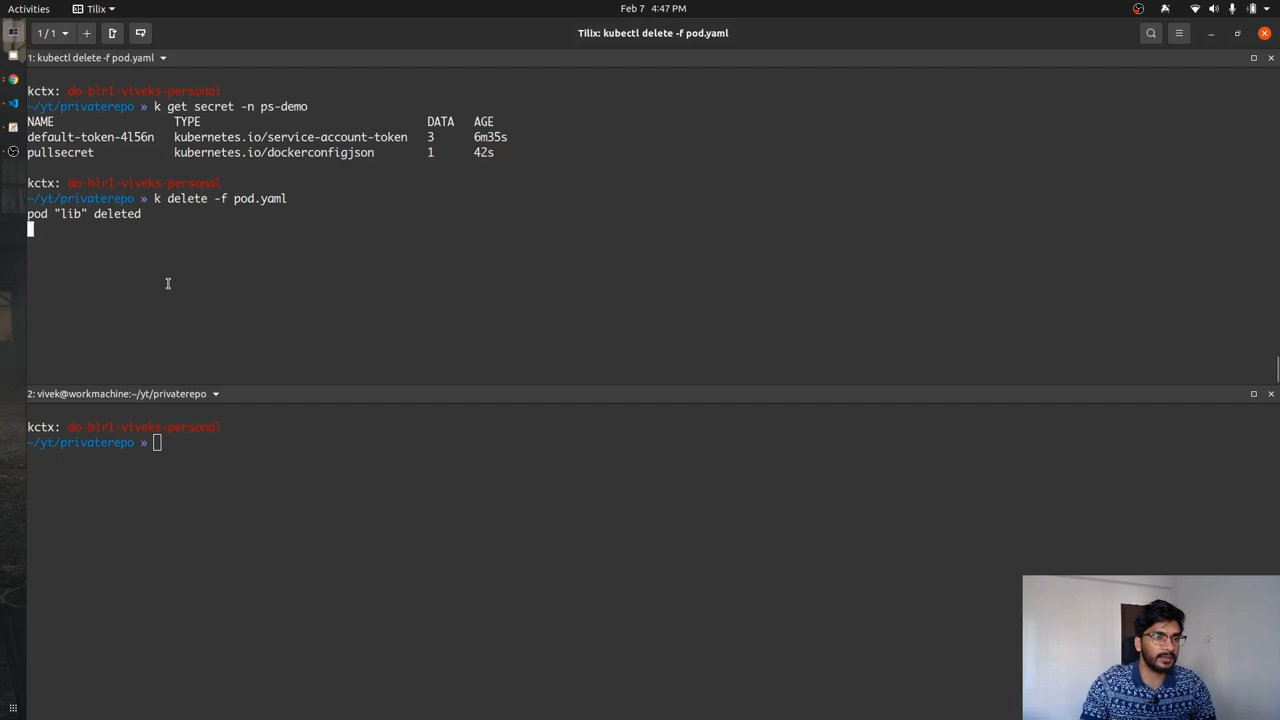 Activities
Tilix
Feb 7 4:47 PM
1 / 1
Tilix: kubectl delete -f pod.yaml
1: kubectl delete -f pod.yaml
kctx: do-blr1-viveks-personal
~/yt/privaterepo » k get secret -n ps-demo
NAME TYPE DATA AGE
default-token-4l56n kubernetes.io/service-account-token 3 6m35s
pullsecret kubernetes.io/dockerconfigjson 1 42s
kctx: do-blr1-viveks-personal
~/yt/privaterepo » k delete -f pod.yaml
pod "lib" deleted
2: vivek@workmachine:~/yt/privaterepo
kctx: do-blr1-viveks-personal
~/yt/privaterepo »